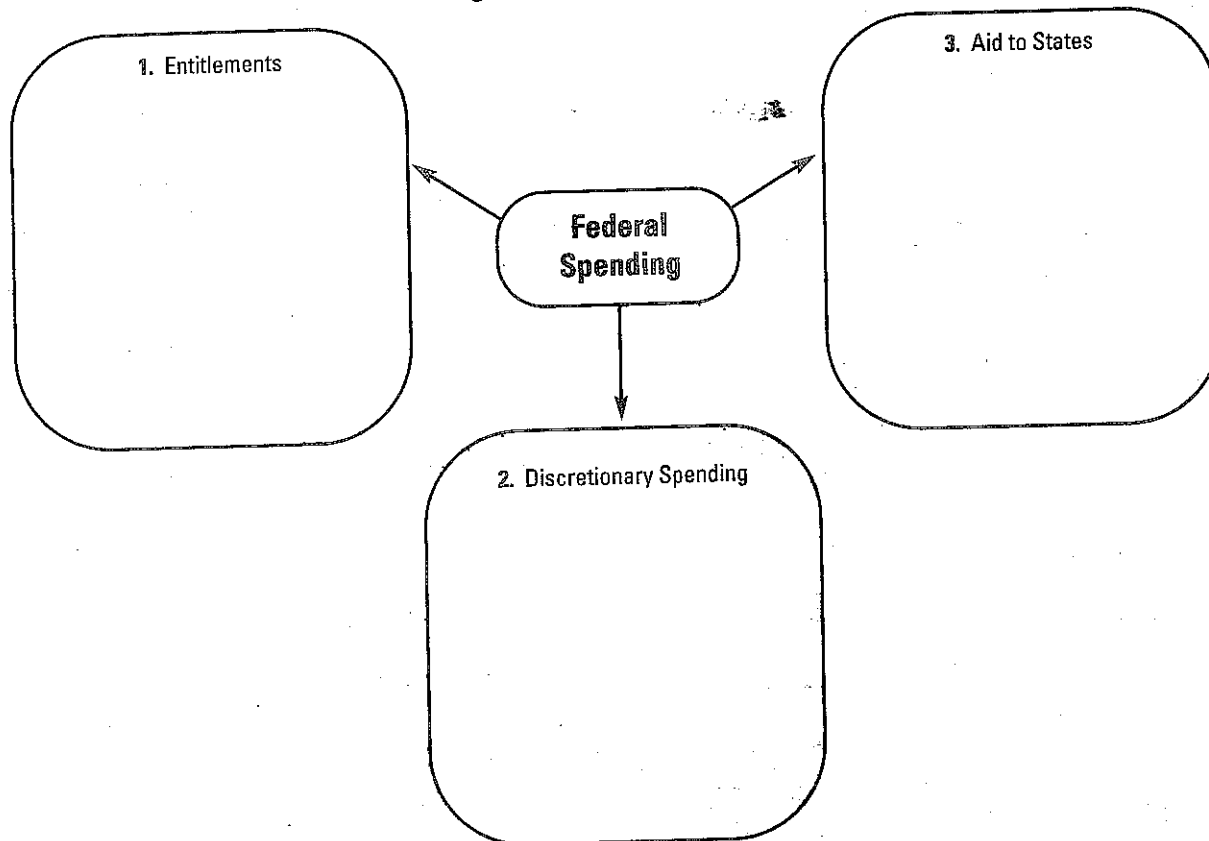 1. Entitlements
3. Aid to States
Federal
Spending
2. Discretionary Spending